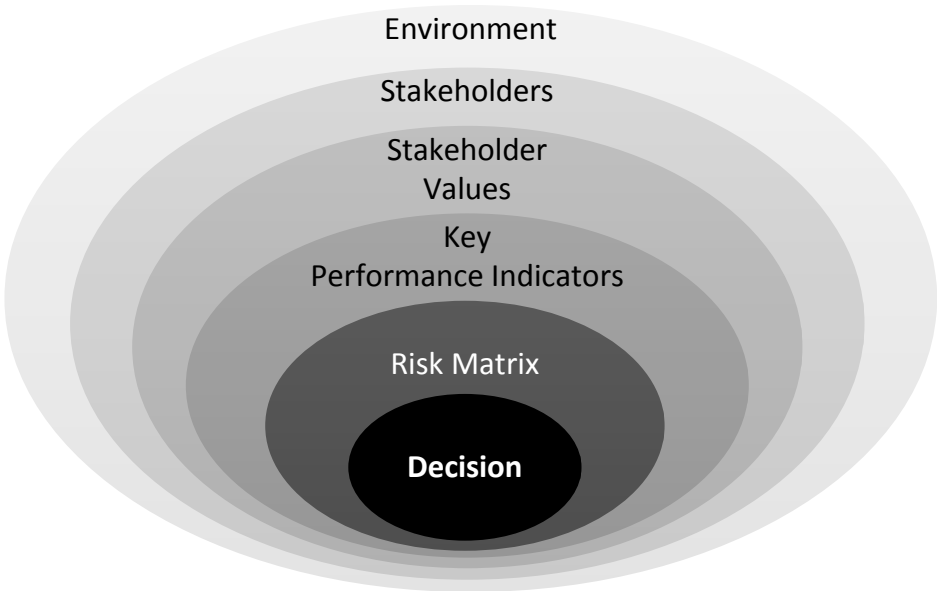 Environment
Stakeholders
Stakeholder
Values
Key
Performance Indicators
Risk Matrix
Decision